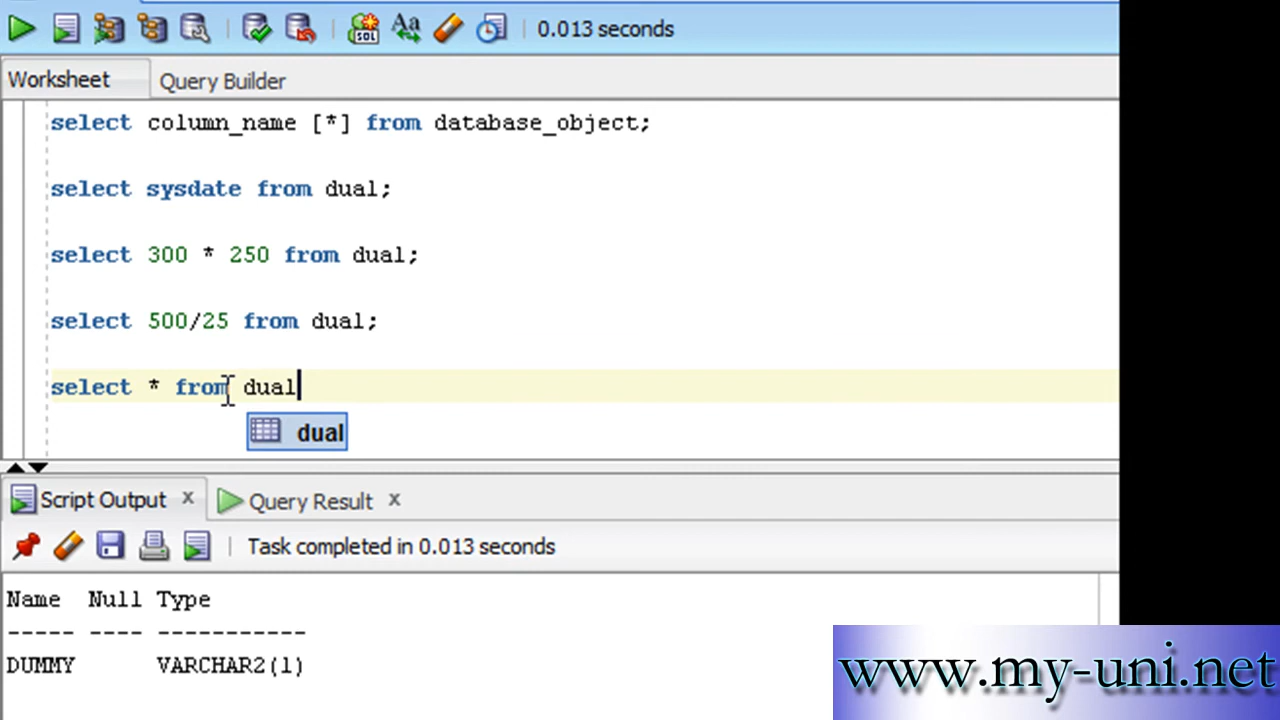 0.013 seconds
Worksheet Query Builder
select column_name [*] from database_object;
select sysdate from dual;
select 300 * 250 from dual;
select 500/25 from dual;
select * from dual
dual
Script Output x Query Result x
Task completed in 0.013 seconds
Name Null Type
----- ---- -----------
DUMMY VARCHAR2(1)
www.my-uni.net